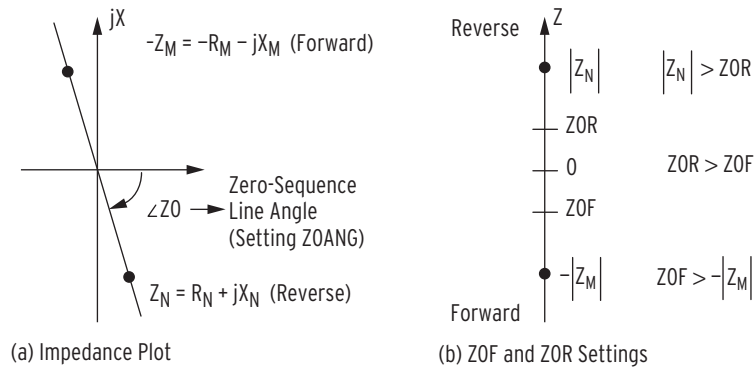 jX
-Z_M = -R_M - jX_M (Forward)
∠Z0
Zero-Sequence
Line Angle
(Setting Z0ANG)
Z_N = R_N + jX_N (Reverse)
(a) Impedance Plot
Reverse
Z
|Z_N|
|Z_N| > Z0R
Z0R
0
Z0R > Z0F
Z0F
-|Z_M|
Z0F > -|Z_M|
Forward
(b) Z0F and Z0R Settings